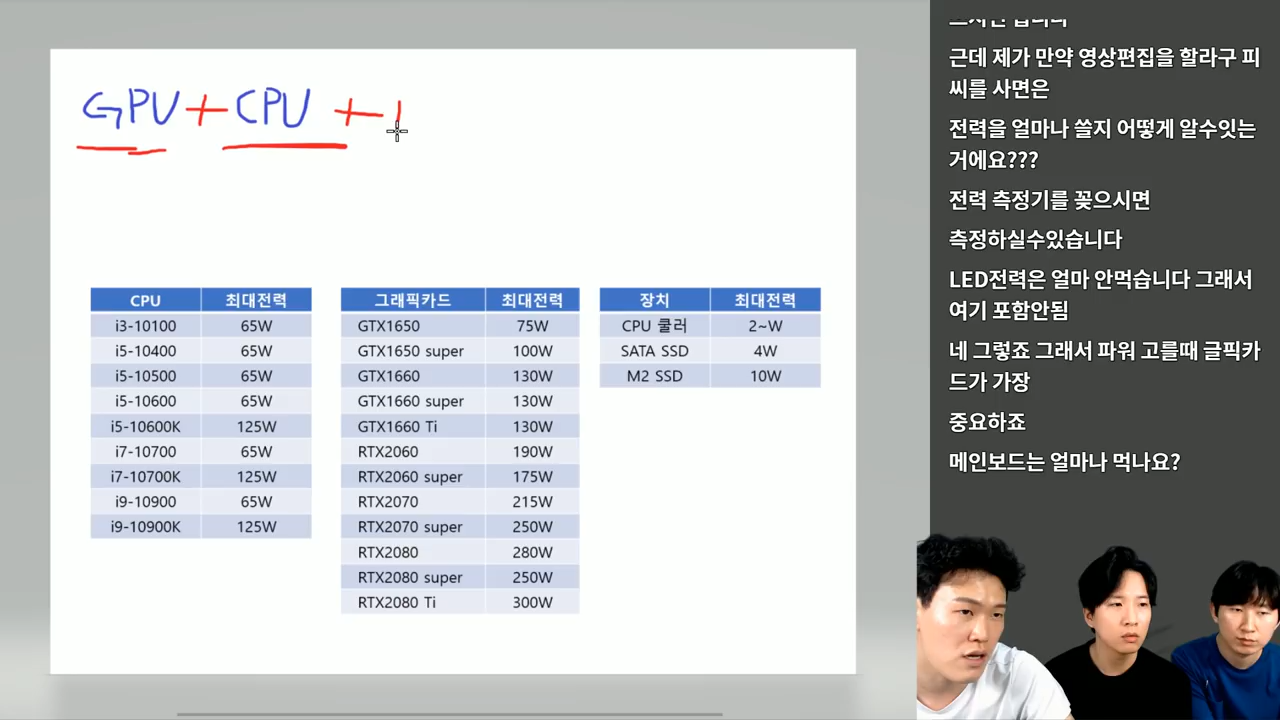 GPU + CPU + 1
CPU 최대전력
i3-10100 65W
i5-10400 65W
i5-10500 65W
i5-10600 65W
i5-10600K 125W
i7-10700 65W
i7-10700K 125W
i9-10900 65W
i9-10900K 125W
그래픽카드 최대전력
GTX1650 75W
GTX1650 super 100W
GTX1660 130W
GTX1660 super 130W
GTX1660 Ti 130W
RTX2060 190W
RTX2060 super 175W
RTX2070 215W
RTX2070 super 250W
RTX2080 280W
RTX2080 super 250W
RTX2080 Ti 300W
장치 최대전력
CPU 쿨러 2~W
SATA SSD 4W
M2 SSD 10W
근데 제가 만약 영상편집을 할라구 피
씨를 사면은
전력을 얼마나 쓸지 어떻게 알수잇는
거에요???
전력 측정기를 꽂으시면
측정하실수있습니다
LED전력은 얼마 안먹습니다 그래서
여기 포함안됨
네 그렇죠 그래서 파워 고를때 글픽카
드가 가장
중요하죠
메인보드는 얼마나 먹나요?